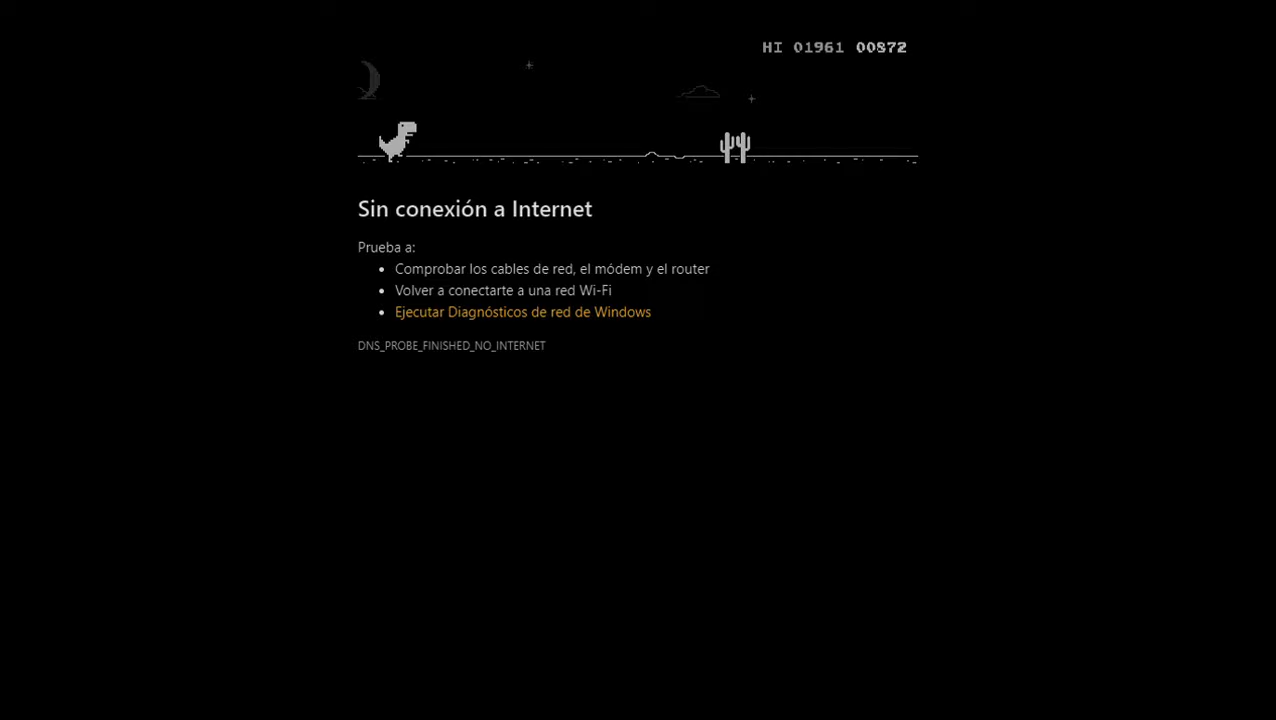 HI 01961 00872
Sin conexión a Internet
Prueba a:
• Comprobar los cables de red, el módem y el router
• Volver a conectarte a una red Wi-Fi
• Ejecutar Diagnósticos de red de Windows
DNS_PROBE_FINISHED_NO_INTERNET